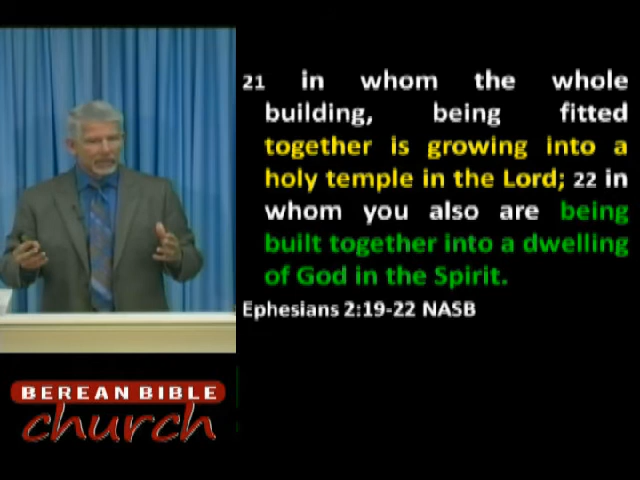 21 in whom the whole
building, being fitted
together is growing into a
holy temple in the Lord; 22 in
whom you also are being
built together into a dwelling
of God in the Spirit.
Ephesians 2:19-22 NASB
BEREAN BIBLE
church